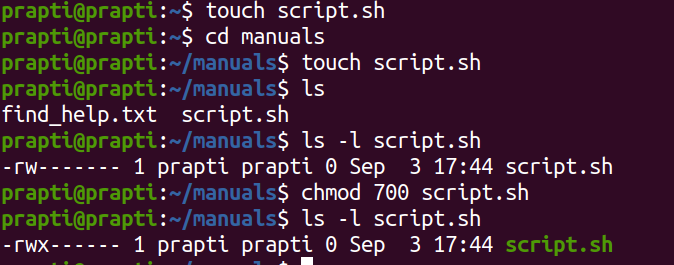 prapti@prapti:~$ touch script.sh
prapti@prapti:~$ cd manuals
prapti@prapti:~/manuals$ touch script.sh
prapti@prapti:~/manuals$ ls
find_help.txt  script.sh
prapti@prapti:~/manuals$ ls -l script.sh
-rw------- 1 prapti prapti 0 Sep  3 17:44 script.sh
prapti@prapti:~/manuals$ chmod 700 script.sh
prapti@prapti:~/manuals$ ls -l script.sh
-rwx------ 1 prapti prapti 0 Sep  3 17:44 script.sh
prapti@prapti:~/manuals$